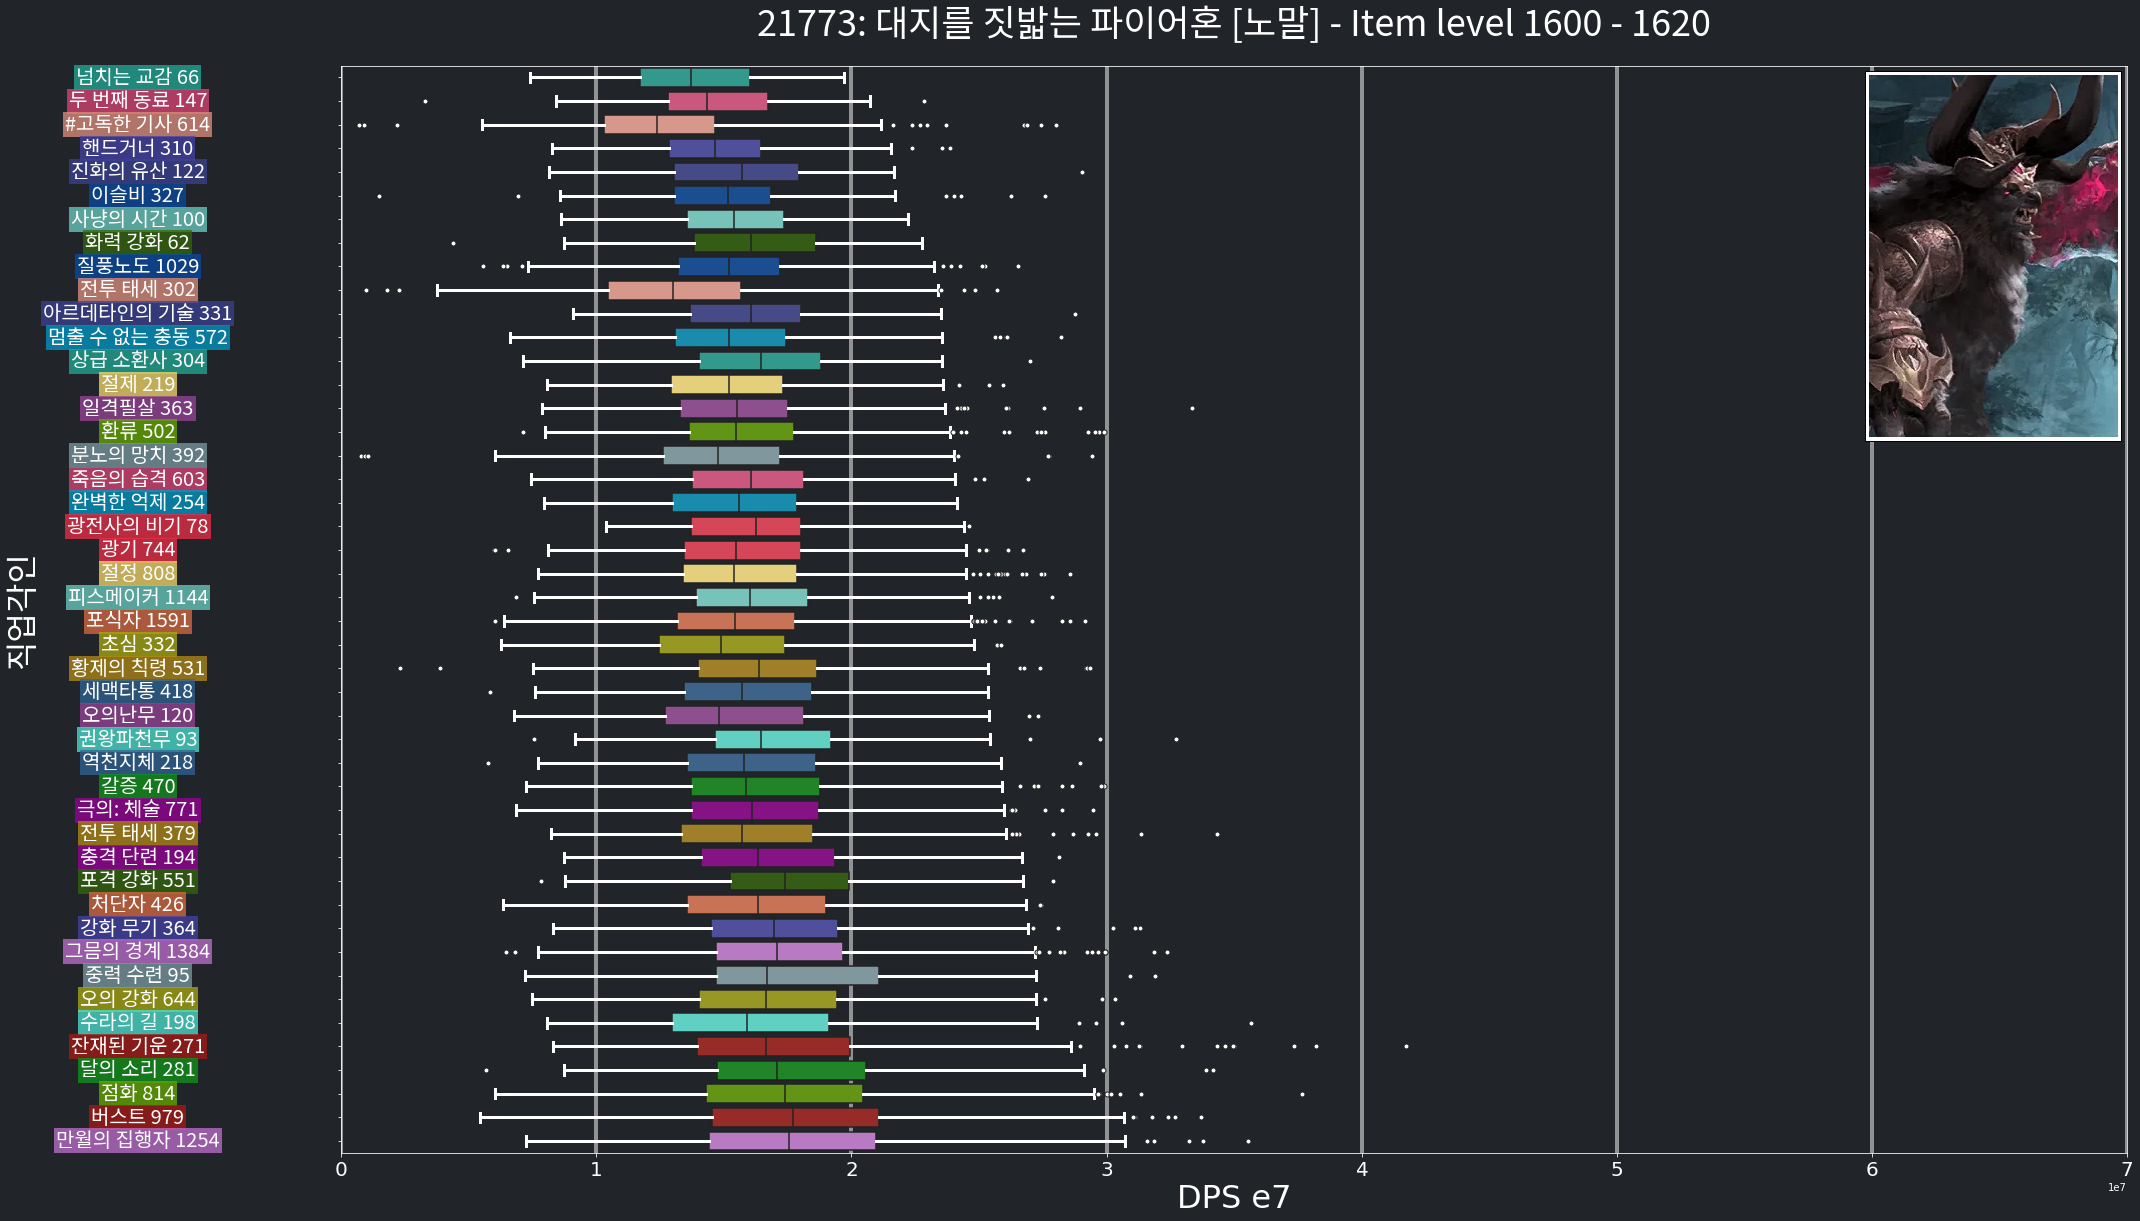 21773: 대지를 짓밟는 파이어혼 [노말] - Item level 1600 - 1620
넘치는 교감 66
두 번째 동료 147
#고독한 기사 614
핸드거너 310
진화의 유산 122
이슬비 327
사냥의 시간 100
화력 강화 62
질풍노도 1029
전투 태세 302
아르데타인의 기술 331
멈출 수 없는 충동 572
상급 소환사 304
절제 219
일격필살 363
환류 502
분노의 망치 392
죽음의 습격 603
완벽한 억제 254
광전사의 비기 78
광기 744
절정 808
피스메이커 1144
포식자 1591
초심 332
황제의 칙령 531
세맥타통 418
오의난무 120
권왕파천무 93
역천지체 218
갈증 470
극의: 체술 771
전투 태세 379
충격 단련 194
포격 강화 551
처단자 426
강화 무기 364
그믐의 경계 1384
중력 수련 95
오의 강화 644
수라의 길 198
잔재된 기운 271
달의 소리 281
점화 814
버스트 979
만월의 집행자 1254
직업각인
0 1 2 3 4 5 6 7
DPS e7
1e7